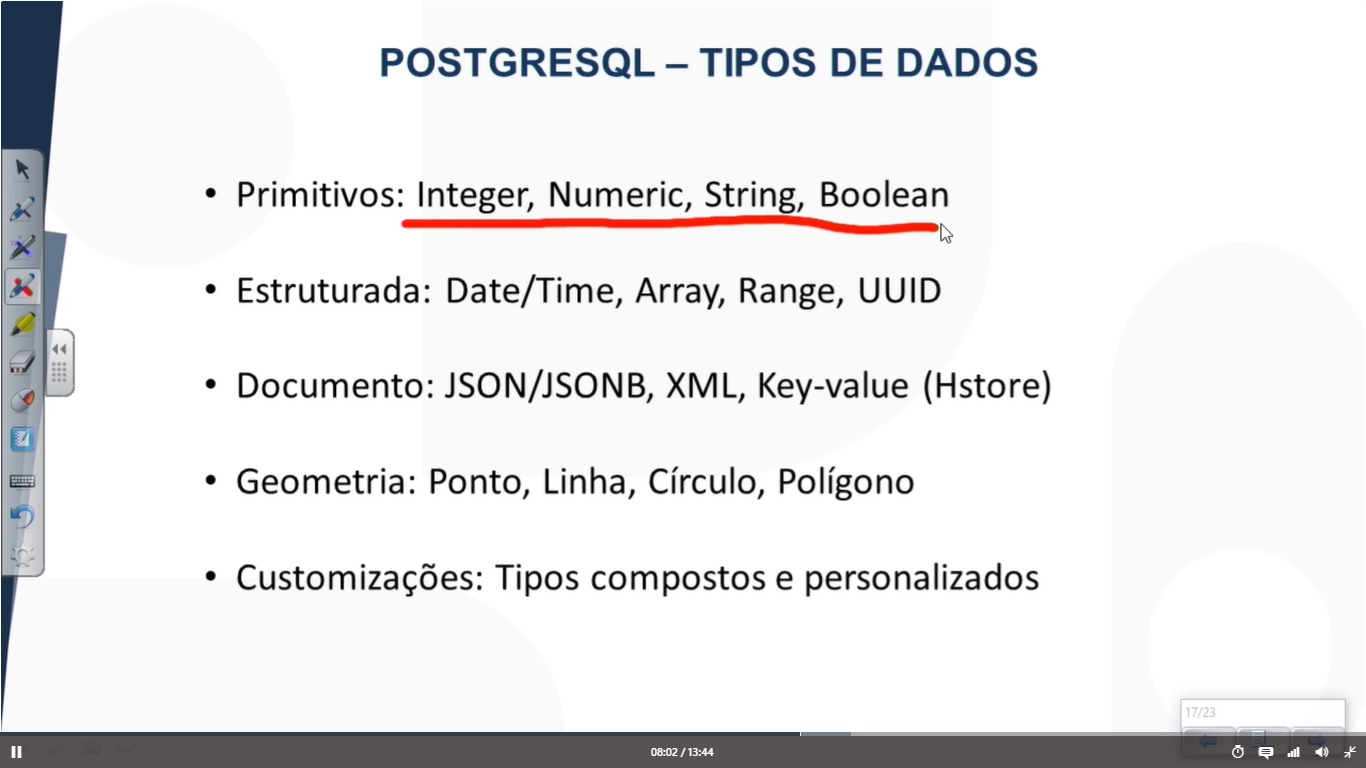 POSTGRESQL – TIPOS DE DADOS
• Primitivos: Integer, Numeric, String, Boolean
• Estruturada: Date/Time, Array, Range, UUID
• Documento: JSON/JSONB, XML, Key-value (Hstore)
• Geometria: Ponto, Linha, Círculo, Polígono
• Customizações: Tipos compostos e personalizados
17/23
08:02 / 13:44